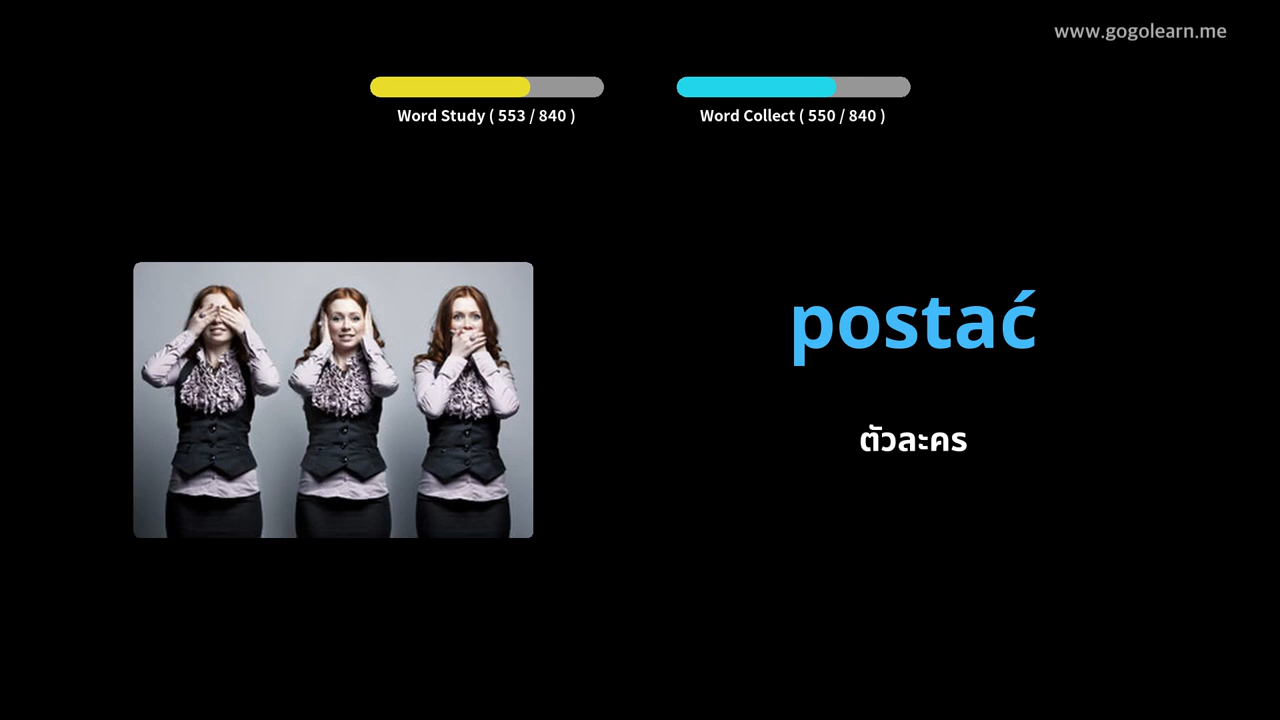 www.gogolearn.me
Word Study ( 553 / 840 )
Word Collect ( 550 / 840 )
postać
ตัวละคร